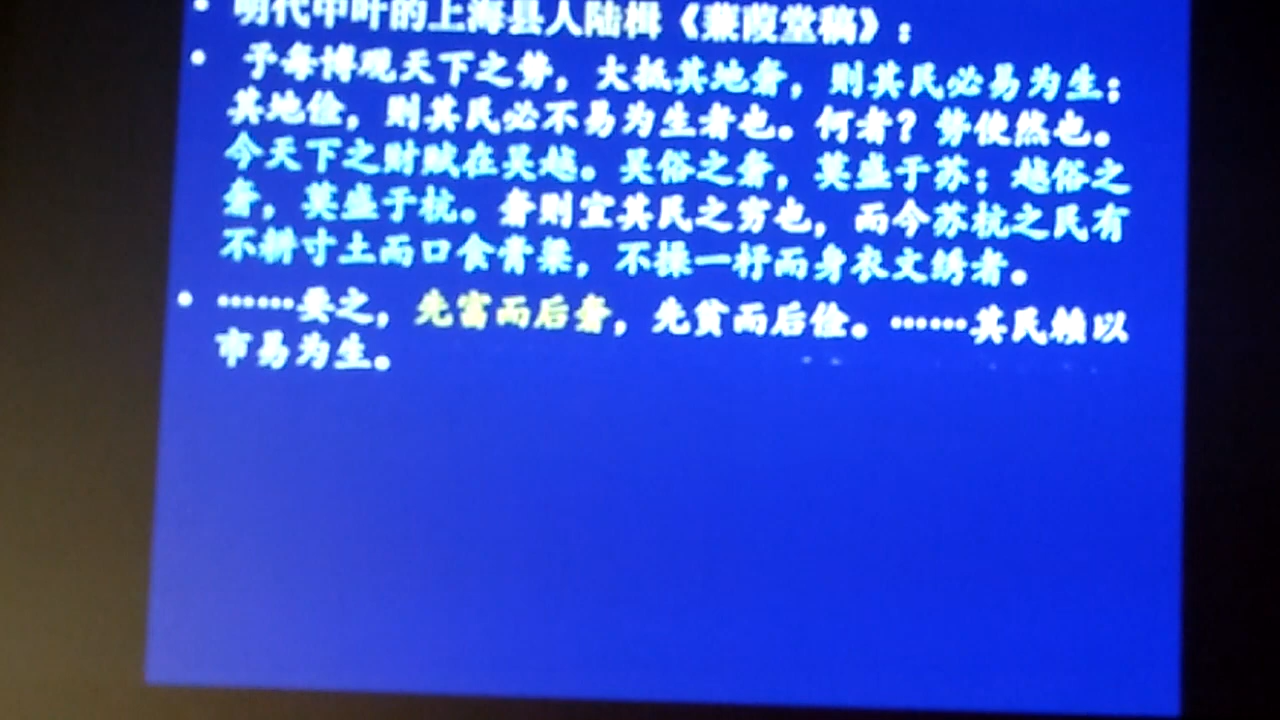 • 明代中叶的上海县人陆楫《蒹葭堂稿》：
• 予每博观天下之势，大抵其地奢，则其民必易为生；
其地俭，则其民必不易为生者也。何者？势使然也。
今天下之财赋在吴越。吴俗之奢，莫盛于苏；越俗之
奢，莫盛于杭。奢则宜其民之穷也，而今苏杭之民有
不耕寸土而口食膏粱，不操一杼而身衣文绣者。
• ……要之，先富而后奢，先贫而后俭。……其民赖以
市易为生。